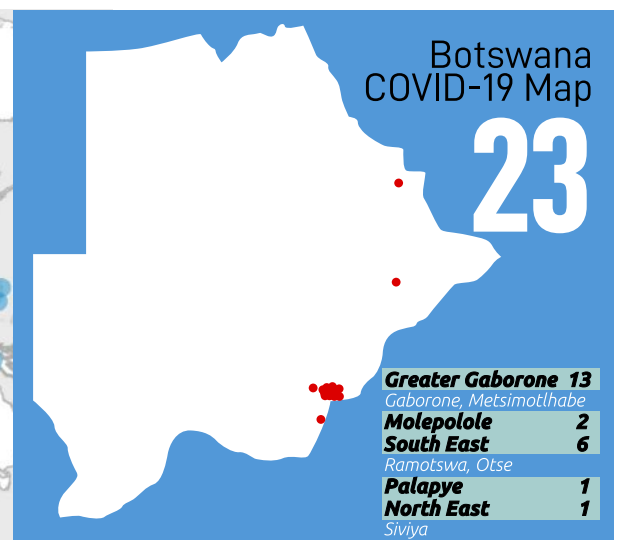 Botswana
COVID-19 Map
23
Greater Gaborone 13
Gaborone, Metsimotlhabe
Molepolole 2
South East 6
Ramotswa, Otse
Palapye 1
North East 1
Siviya